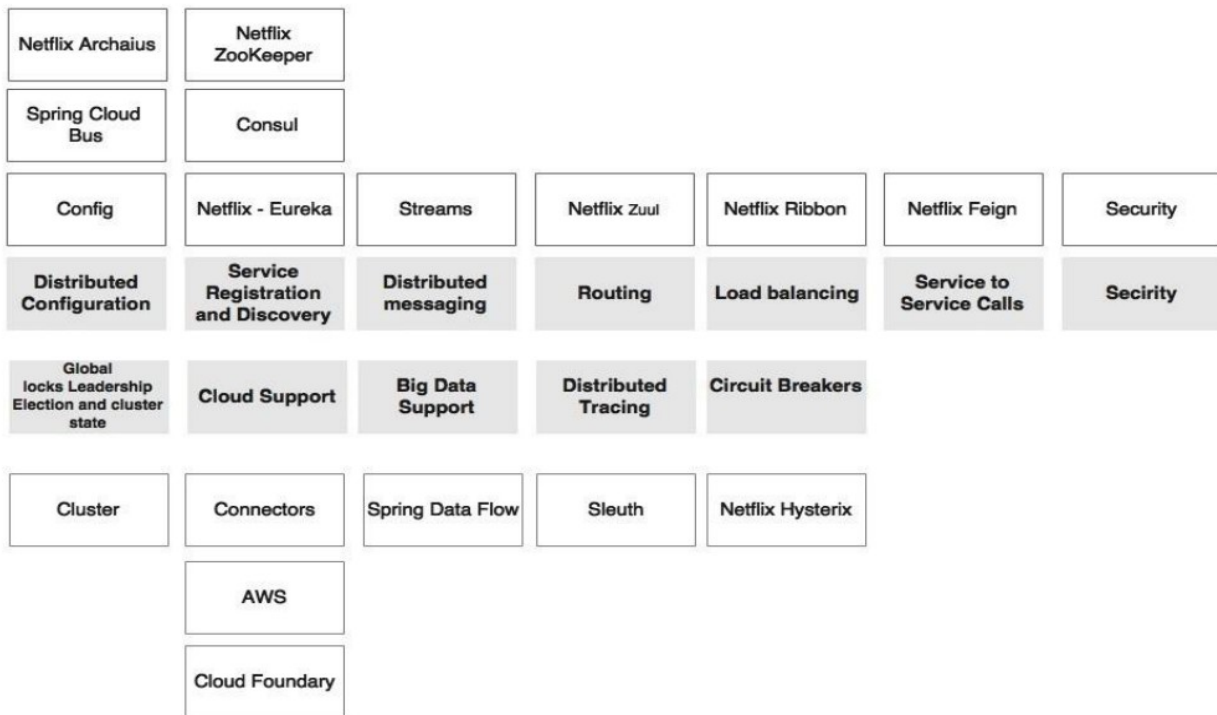 Netflix Archaius
Netflix
ZooKeeper
Spring Cloud
Bus
Consul
Config
Netflix - Eureka
Streams
Netflix Zuul
Netflix Ribbon
Netflix Feign
Security
Distributed
Configuration
Service
Registration
and Discovery
Distributed
messaging
Routing
Load balancing
Service to
Service Calls
Secirity
Global
locks Leadership
Election and cluster
state
Cloud Support
Big Data
Support
Distributed
Tracing
Circuit Breakers
Cluster
Connectors
Spring Data Flow
Sleuth
Netflix Hysterix
AWS
Cloud Foundary